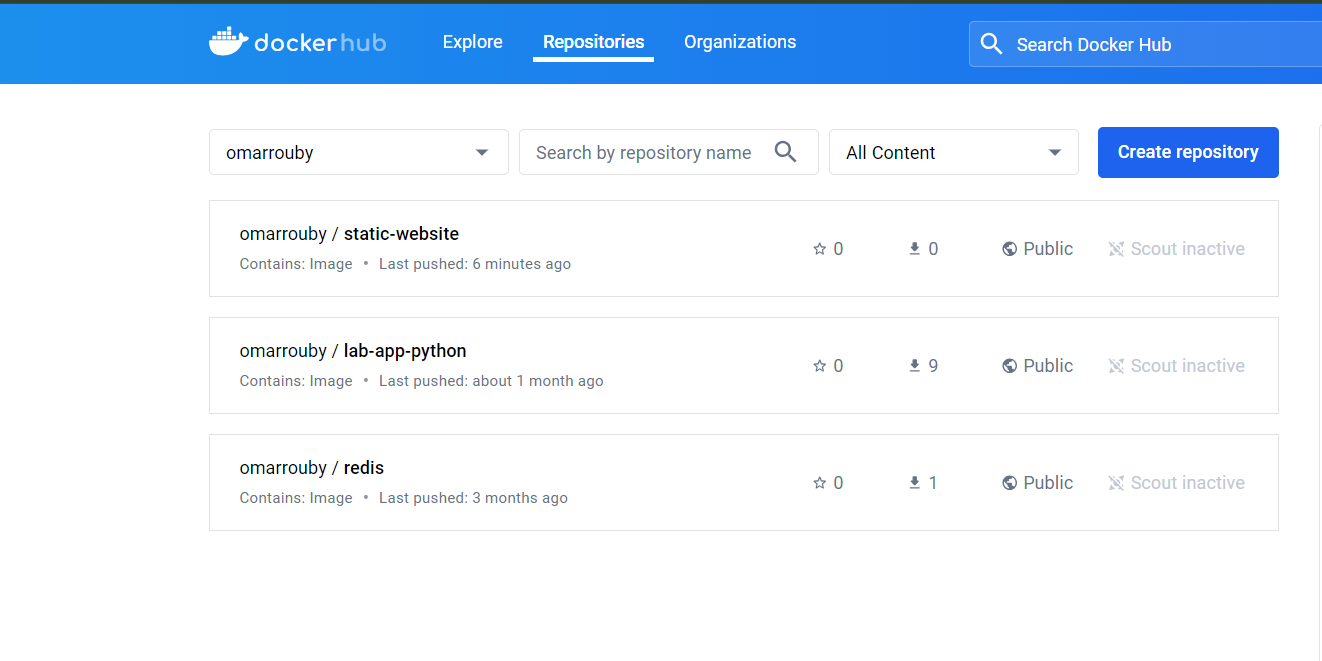 dockerhub Explore Repositories Organizations Search Docker Hub
omarrouby Search by repository name All Content Create repository
omarrouby / static-website
Contains: Image • Last pushed: 6 minutes ago
0 0 Public Scout inactive
omarrouby / lab-app-python
Contains: Image • Last pushed: about 1 month ago
0 9 Public Scout inactive
omarrouby / redis
Contains: Image • Last pushed: 3 months ago
0 1 Public Scout inactive